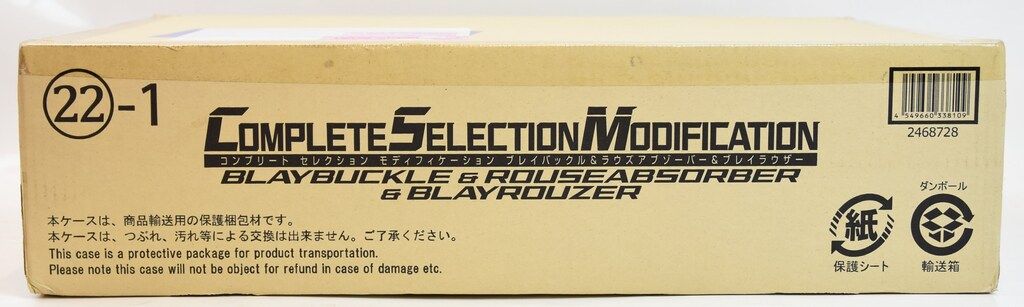 22-1
COMPLETE SELECTION MODIFICATION
コンプリート セレクション モディフィケーション ブレイバックル&ラウズアブソーバー&ブレイラウザー
BLAYBUCKLE & ROUSEABSORBER
& BLAYROUZER
4 549660 338109
2468728
本ケースは、商品輸送用の保護梱包材です。
本ケースは、つぶれ、汚れ等による交換は出来ません。ご了承ください。
This case is a protective package for product transportation.
Please note this case will not be object for refund in case of damage etc.
紙
保護シート
ダンボール
輸送箱